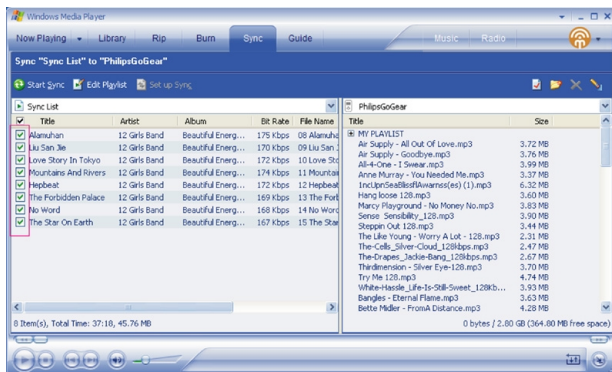 Windows Media Player
Now Playing Library Rip Burn Sync Guide Music Radio
Sync "Sync List" to "PhilipsGoGear"
Start Sync Edit Playlist Set up Sync
Sync List PhilipsGoGear
Title Artist Album Bit Rate File Name Title Size
Alamuhan 12 Girls Band Beautiful Energ... 175 Kbps 08 Alamuha
Liu San Jie 12 Girls Band Beautiful Energ... 170 Kbps 09 Liu San J
Love Story In Tokyo 12 Girls Band Beautiful Energ... 172 Kbps 10 Love Sto
Mountains And Rivers 12 Girls Band Beautiful Energ... 174 Kbps 11 Mountain
Hepbeat 12 Girls Band Beautiful Energ... 172 Kbps 12 Hepbeat
The Forbidden Palace 12 Girls Band Beautiful Energ... 169 Kbps 13 The Forb
No Word 12 Girls Band Beautiful Energ... 168 Kbps 14 No Word
The Star On Earth 12 Girls Band Beautiful Energ... 167 Kbps 15 The Star
MY PLAYLIST
Air Supply - All Out Of Love.mp3 3.72 MB
Air Supply - Goodbye.mp3 3.76 MB
All-4-One - I Swear.mp3 3.99 MB
Anne Murray - You Needed Me.mp3 3.37 MB
1ncUpnSeaBlissflAwarnss(es) (1).mp3 6.32 MB
Hang loose 128.mp3 3.60 MB
Marcy Playground - No Money No.mp3 3.83 MB
Sense Sensibility_128.mp3 3.90 MB
Steppin Out 128.mp3 3.44 MB
The Like Young - Worry A Lot - 128.mp3 2.31 MB
The-Cells_Silver-Cloud_128kbps.mp3 2.47 MB
The-Drapes_Jackie-Bang_128kbps.mp3 2.67 MB
Thirdimension - Silver Eye-128.mp3 3.70 MB
Try Me 128.mp3 4.74 MB
White-Hassle_Life-Is-Still-Sweet_128Kb... 3.93 MB
Bangles - Eternal Flame.mp3 3.63 MB
Bette Midler - FromA Distance.mp3 4.28 MB
8 Item(s), Total Time: 37:18, 45.76 MB 0 bytes / 2.80 GB (364.80 MB free space)